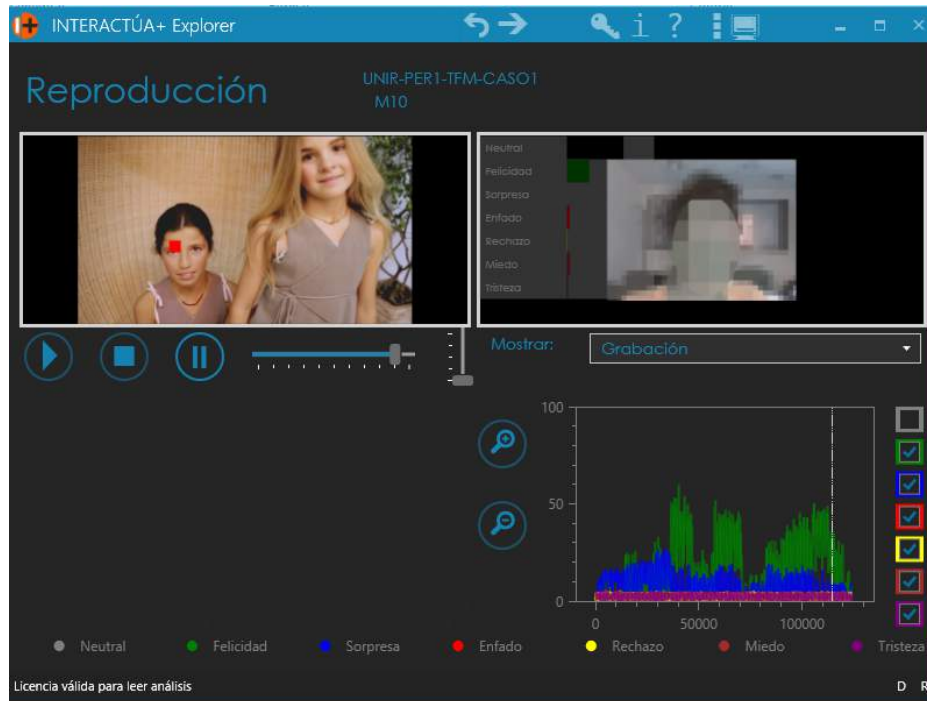 INTERACTÚA+ Explorer
Reproducción
UNIR-PER1-TFM-CASO1
M10
Neutral
Felicidad
Sorpresa
Enfado
Rechazo
Miedo
Tristeza
Mostrar:
Grabación
100
50
0
0 50000 100000
Neutral Felicidad Sorpresa Enfado Rechazo Miedo Tristeza
Licencia válida para leer análisis
D R